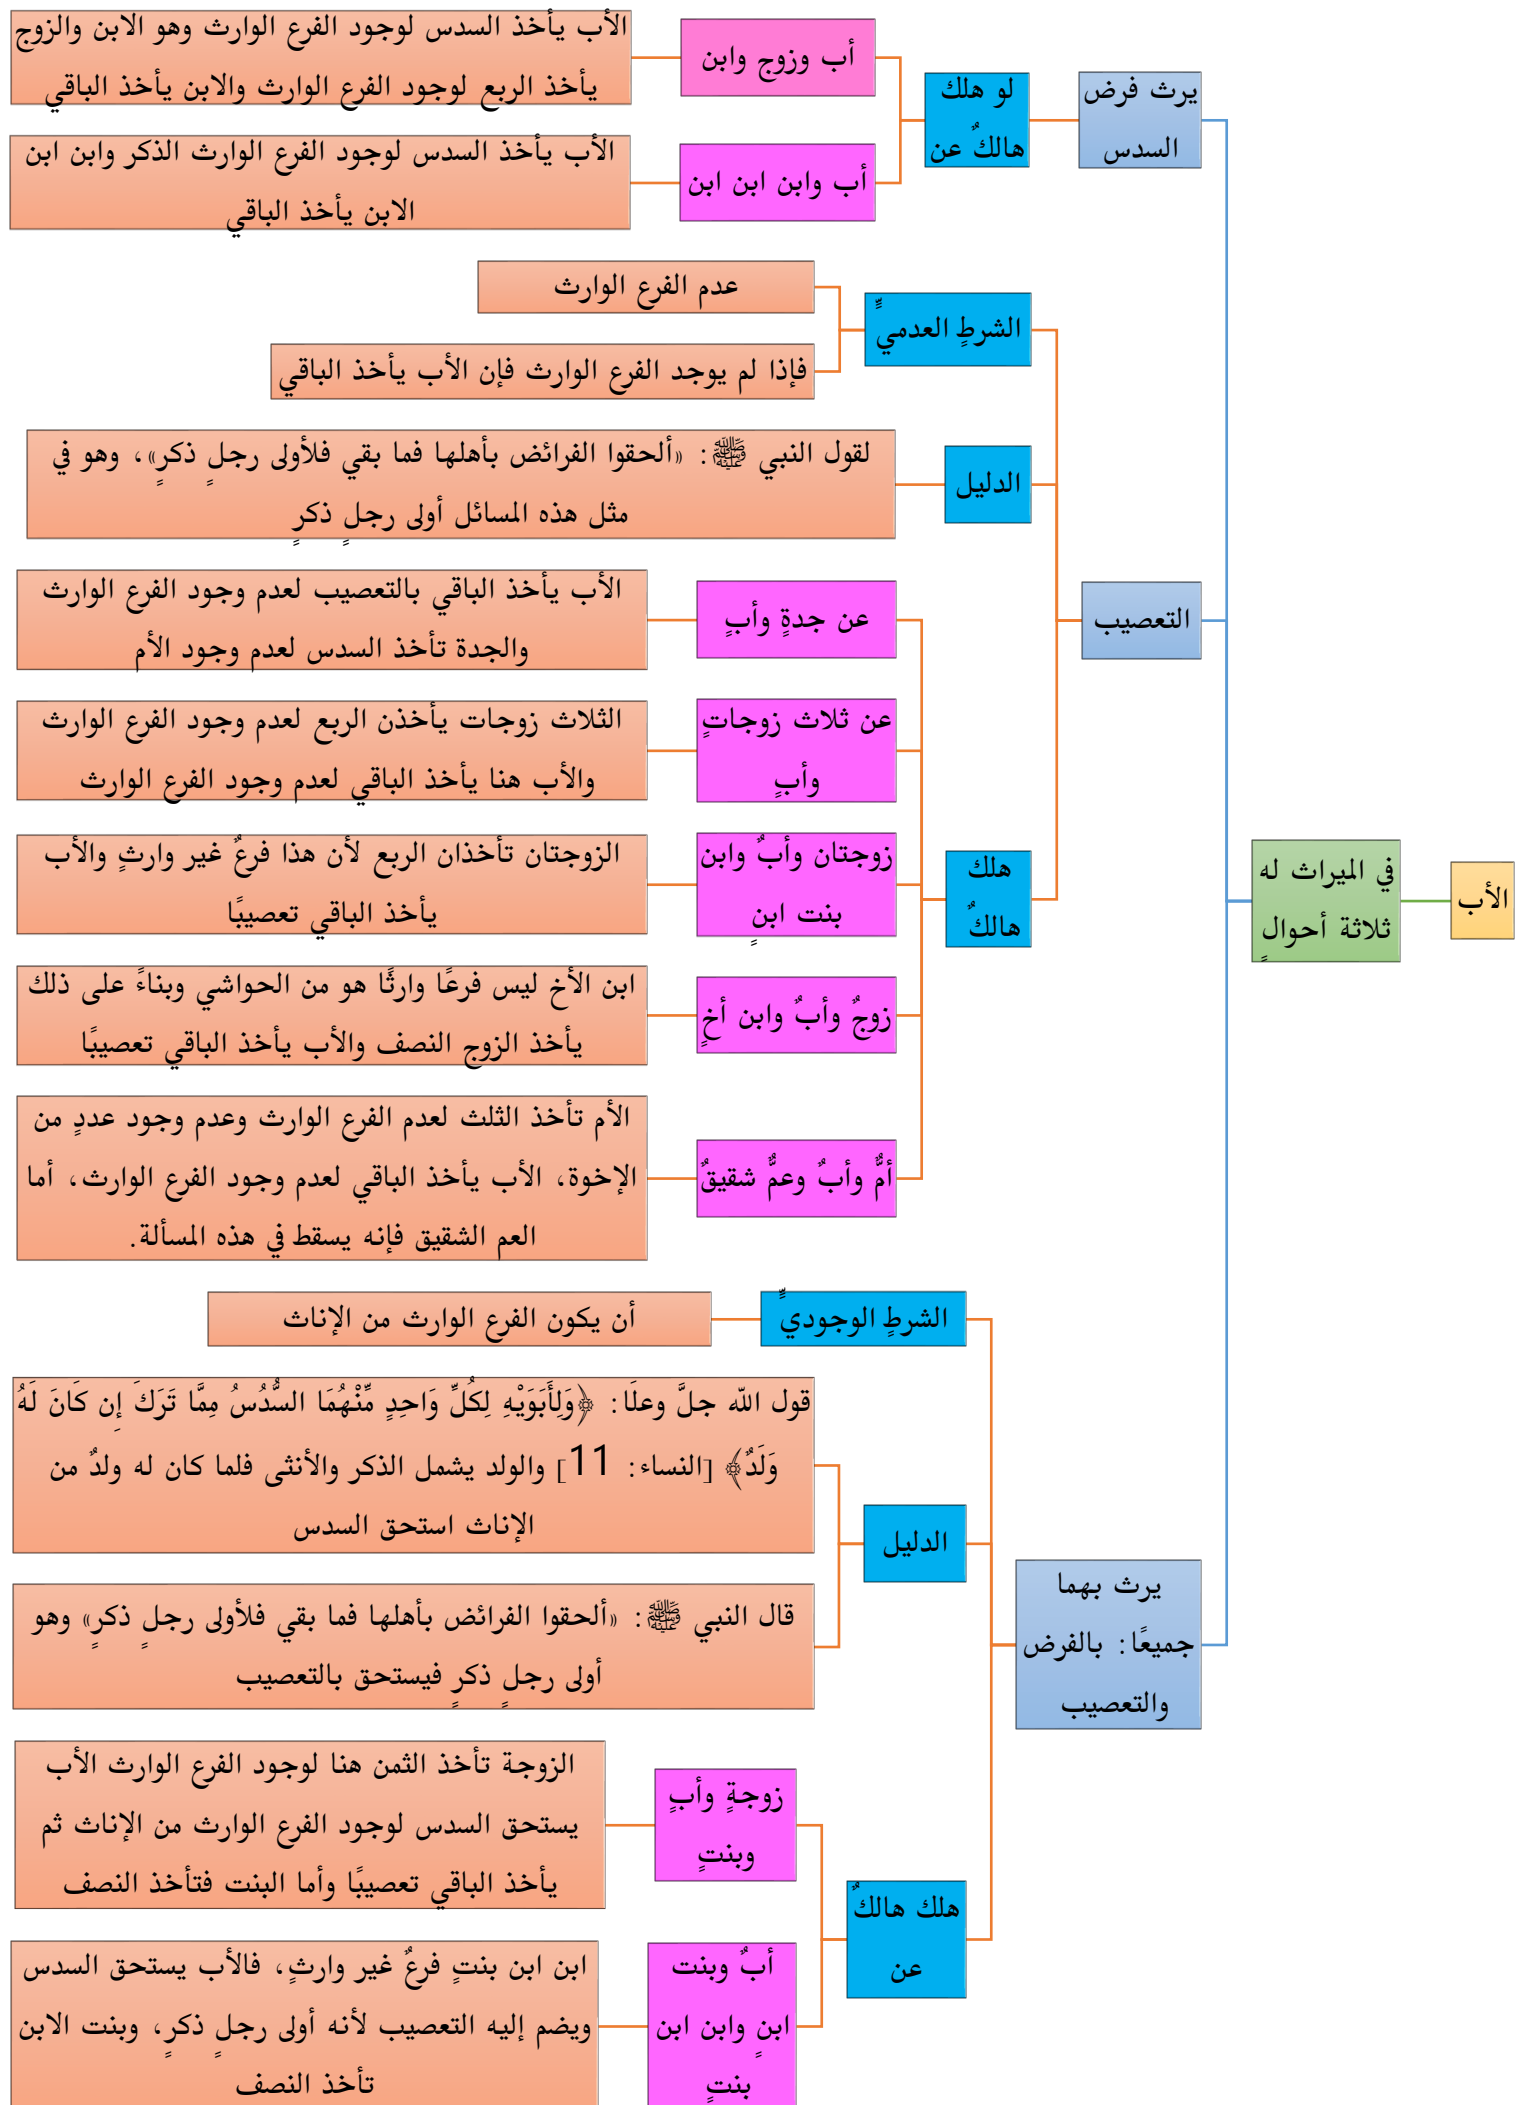 الأب
في الميراث له
ثلاثة أحوالٍ
يرث فرض
السدس
لو هلك
هالكٌ عن
أب وزوج وابن
الأب يأخذ السدس لوجود الفرع الوارث وهو الابن والزوج
يأخذ الربع لوجود الفرع الوارث والابن يأخذ الباقي
أب وابن ابن ابن
الأب يأخذ السدس لوجود الفرع الوارث الذكر وابن ابن
الابن يأخذ الباقي
التعصيب
الشرطٍ العدميٍّ
عدم الفرع الوارث
فإذا لم يوجد الفرع الوارث فإن الأب يأخذ الباقي
الدليل
لقول النبي ﷺ: «ألحقوا الفرائض بأهلها فما بقي فلأولى رجلٍ ذكرٍ»، وهو في
مثل هذه المسائل أولى رجلٍ ذكرٍ
هلك
هالكٌ
عن جدةٍ وأبٍ
الأب يأخذ الباقي بالتعصيب لعدم وجود الفرع الوارث
والجدة تأخذ السدس لعدم وجود الأم
عن ثلاث زوجاتٍ
وأبٍ
الثلاث زوجات يأخذن الربع لعدم وجود الفرع الوارث
والأب هنا يأخذ الباقي لعدم وجود الفرع الوارث
زوجتان وأبٌ وابن
بنت ابنٍ
الزوجتان تأخذان الربع لأن هذا فرعٌ غير وارثٍ والأب
يأخذ الباقي تعصيبًا
زوجٌ وأبٌ وابن أخٍ
ابن الأخ ليس فرعًا وارثًا هو من الحواشي وبناءً على ذلك
يأخذ الزوج النصف والأب يأخذ الباقي تعصيبًا
أمٌّ وأبٌ وعمٌّ شقيقٌ
الأم تأخذ الثلث لعدم الفرع الوارث وعدم وجود عددٍ من
الإخوة، الأب يأخذ الباقي لعدم وجود الفرع الوارث، أما
العم الشقيق فإنه يسقط في هذه المسألة.
يرث بهما
جميعًا: بالفرض
والتعصيب
الشرطٍ الوجوديٍّ
أن يكون الفرع الوارث من الإناث
الدليل
قول الله جلَّ وعلَا: ﴿وَلِأَبَوَيْهِ لِكُلِّ وَاحِدٍ مِّنْهُمَا السُّدُسُ مِمَّا تَرَكَ إِن كَانَ لَهُ
وَلَدٌ﴾ [النساء: 11] والولد يشمل الذكر والأنثى فلما كان له ولدٌ من
الإناث استحق السدس
قال النبي ﷺ: «ألحقوا الفرائض بأهلها فما بقي فلأولى رجلٍ ذكرٍ» وهو
أولى رجلٍ ذكرٍ فيستحق بالتعصيب
هلك هالكٌ
عن
زوجةٍ وأبٍ
وبنتٍ
الزوجة تأخذ الثمن هنا لوجود الفرع الوارث الأب
يستحق السدس لوجود الفرع الوارث من الإناث ثم
يأخذ الباقي تعصيبًا وأما البنت فتأخذ النصف
أبٌ وبنت
ابنٍ وابن ابن
بنتٍ
ابن ابن بنتٍ فرعٌ غير وارثٍ، فالأب يستحق السدس
ويضم إليه التعصيب لأنه أولى رجلٍ ذكرٍ، وبنت الابن
تأخذ النصف